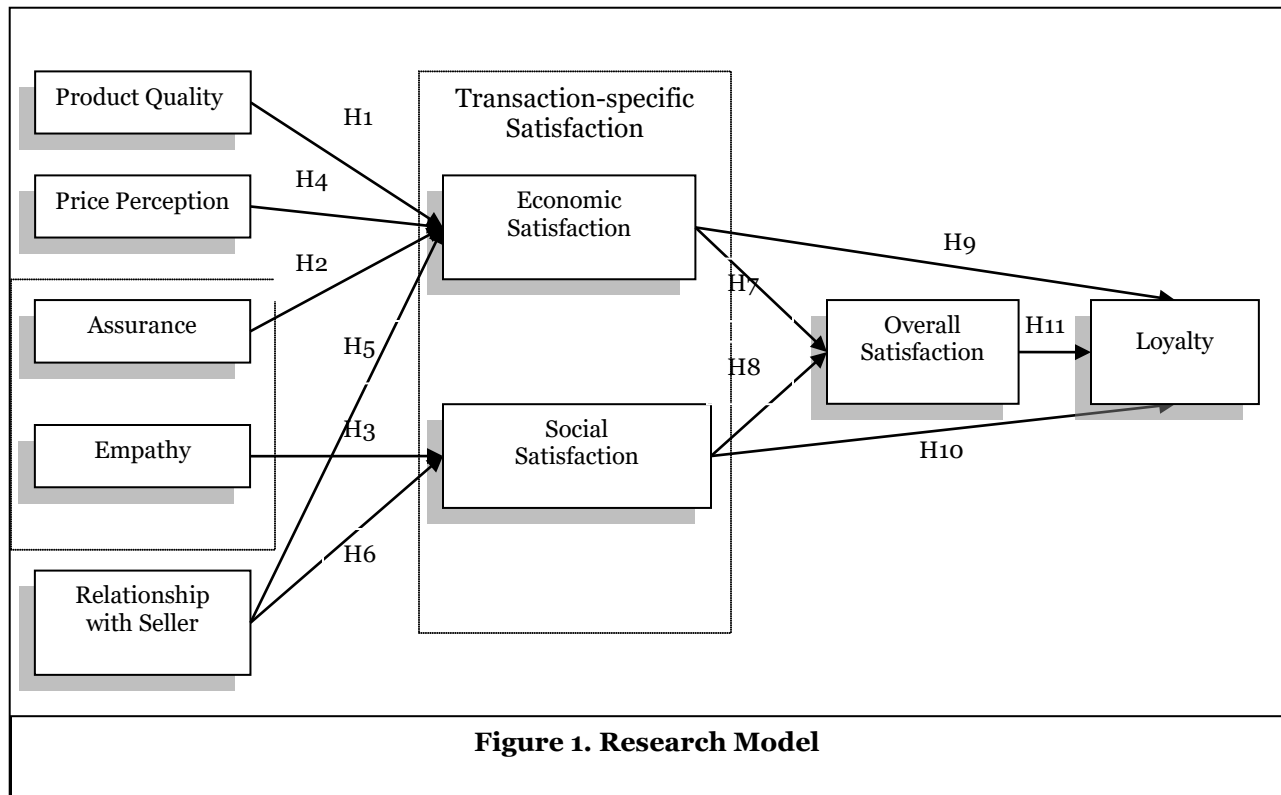 Product Quality
H1
Transaction-specific
Satisfaction
Price Perception
H4
Economic
Satisfaction
H2
H9
H7
Assurance
H5
Overall
Satisfaction
H11
Loyalty
H8
Empathy
H3
Social
Satisfaction
H10
H6
Relationship
with Seller
Figure 1. Research Model